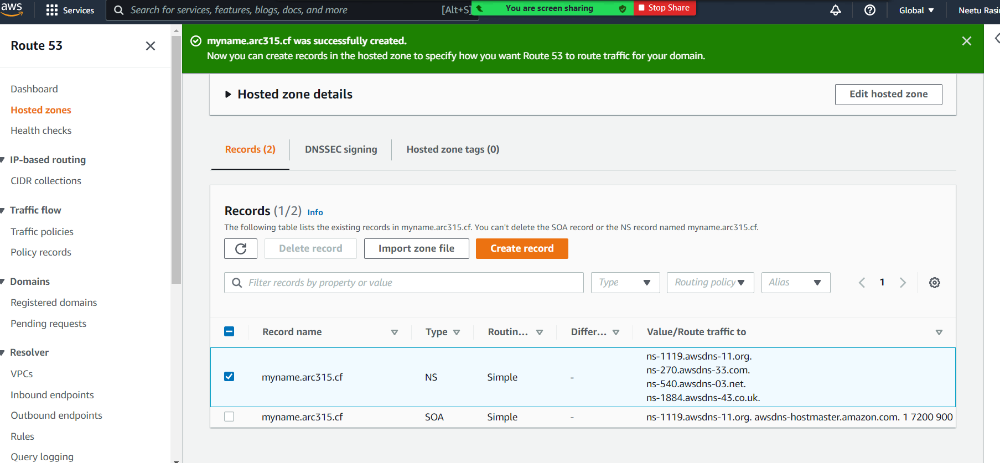 aws
Services
Search for services, features, blogs, docs, and more
[Alt+S]
You are screen sharing
Stop Share
Global
Neetu Rasi
Route 53
Dashboard
Hosted zones
Health checks
IP-based routing
CIDR collections
Traffic flow
Traffic policies
Policy records
Domains
Registered domains
Pending requests
Resolver
VPCs
Inbound endpoints
Outbound endpoints
Rules
Query logging
myname.arc315.cf was successfully created.
Now you can create records in the hosted zone to specify how you want Route 53 to route traffic for your domain.
Hosted zone details
Edit hosted zone
Records (2)
DNSSEC signing
Hosted zone tags (0)
Records (1/2) Info
The following table lists the existing records in myname.arc315.cf. You can't delete the SOA record or the NS record named myname.arc315.cf.
Delete record
Import zone file
Create record
Filter records by property or value
Type
Routing policy
Alias
1
Record name
Type
Routin...
Differ...
Value/Route traffic to
myname.arc315.cf
NS
Simple
-
ns-1119.awsdns-11.org.
ns-270.awsdns-33.com.
ns-540.awsdns-03.net.
ns-1884.awsdns-43.co.uk.
myname.arc315.cf
SOA
Simple
-
ns-1119.awsdns-11.org. awsdns-hostmaster.amazon.com. 1 7200 900